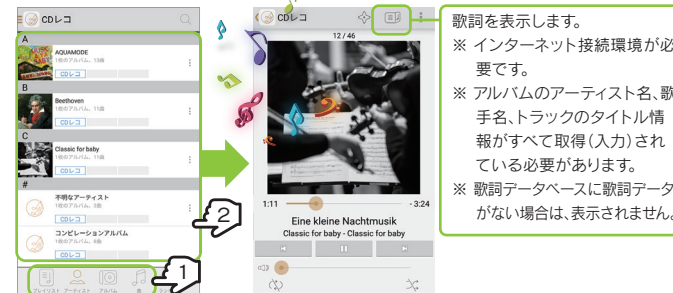 CDレコ
A
AQUAMODE
1枚のアルバム、13曲
CDレコ
B
Beethoven
1枚のアルバム、11曲
CDレコ
C
Classic for baby
1枚のアルバム、11曲
CDレコ
#
不明なアーティスト
1枚のアルバム、6曲
CDレコ
コンピレーションアルバム
1枚のアルバム、6曲
CDレコ
プレイリスト アーティスト アルバム 曲
1
2
CDレコ
12 / 46
1:11
- 3:24
Eine kleine Nachtmusik
Classic for baby - Classic for baby
歌詞を表示します。
※ インターネット接続環境が必
要です。
※ アルバムのアーティスト名、歌
手名、トラックのタイトル情
報がすべて取得(入力)され
ている必要があります。
※ 歌詞データベースに歌詞データ
がない場合は、表示されません。